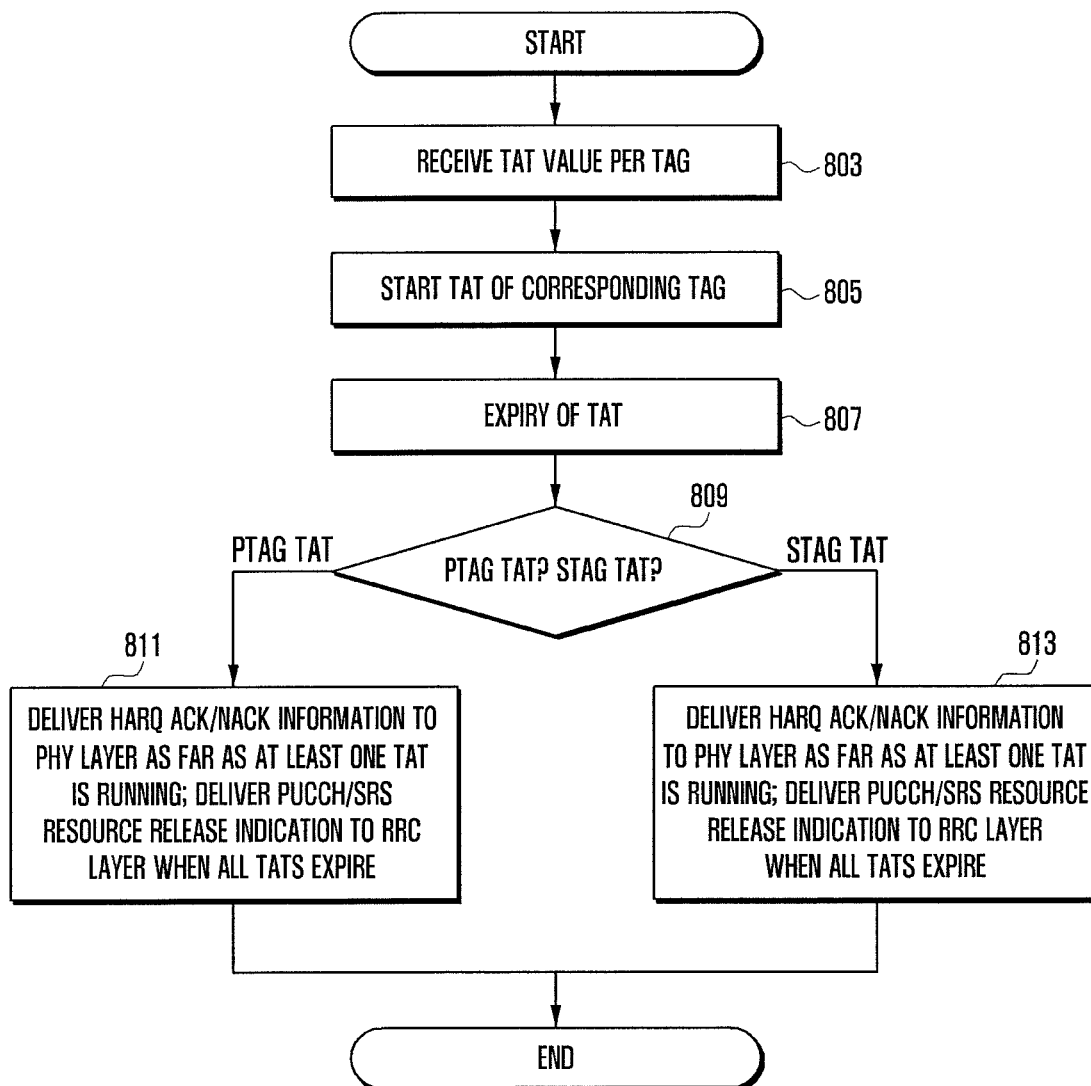 START
RECEIVE TAT VALUE PER TAG
803
START TAT OF CORRESPONDING TAG
805
EXPIRY OF TAT
807
809
PTAG TAT
PTAG TAT? STAG TAT?
STAG TAT
811
DELIVER HARQ ACK/NACK INFORMATION TO
PHY LAYER AS FAR AS AT LEAST ONE TAT
IS RUNNING; DELIVER PUCCH/SRS
RESOURCE RELEASE INDICATION TO RRC
LAYER WHEN ALL TATS EXPIRE
813
DELIVER HARQ ACK/NACK INFORMATION
TO PHY LAYER AS FAR AS AT LEAST ONE TAT
IS RUNNING; DELIVER PUCCH/SRS RESOURCE
RELEASE INDICATION TO RRC LAYER
WHEN ALL TATS EXPIRE
END